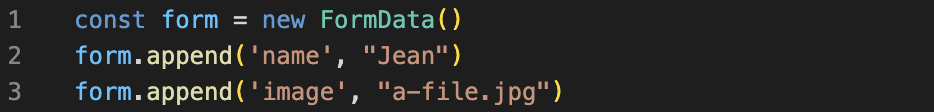 1 const form = new FormData()
2 form.append('name', "Jean")
3 form.append('image', "a-file.jpg")